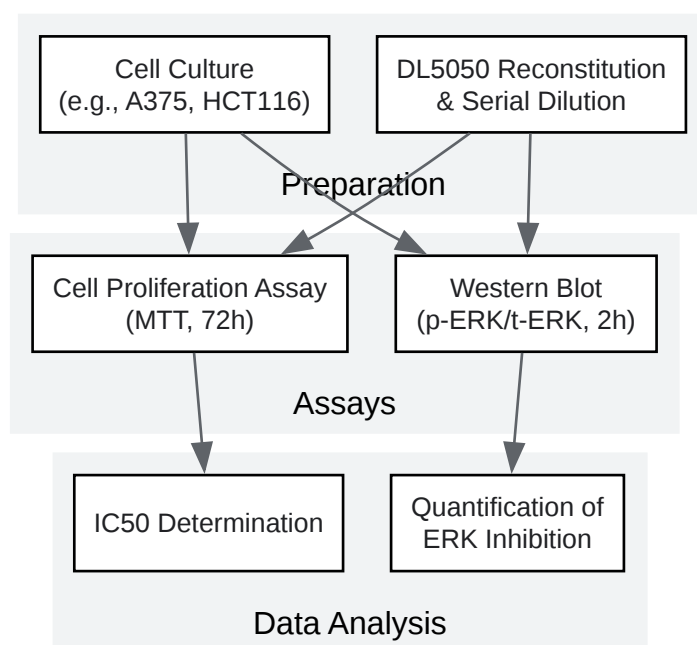 Cell Culture
(e.g., A375, HCT116)
DL5050 Reconstitution
& Serial Dilution
Preparation
Cell Proliferation Assay
(MTT, 72h)
Western Blot
(p-ERK/t-ERK, 2h)
Assays
IC50 Determination
Quantification of
ERK Inhibition
Data Analysis